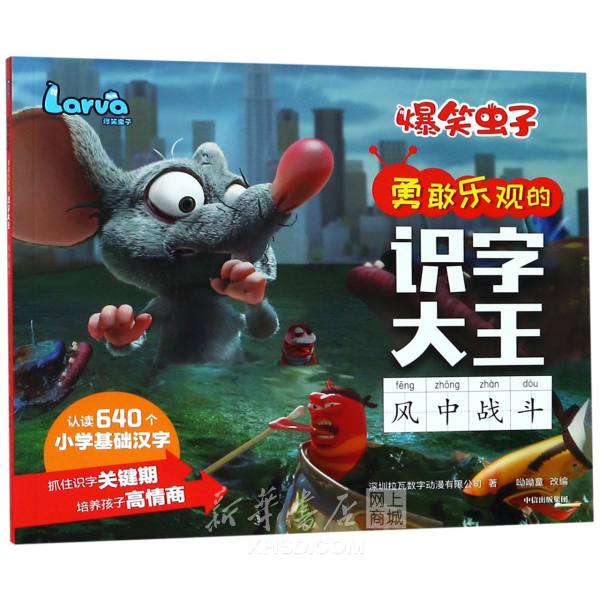 Larva
爆笑虫子
爆笑虫子
勇敢乐观的
识字
大王
fēng zhōng zhàn dòu
风中战斗
认读640个
小学基础汉字
抓住识字关键期
培养孩子高情商
深圳拉瓦数字动漫有限公司 著
呦呦童 改编
中信出版集团
新华书店
网上
商城
XHSD.COM